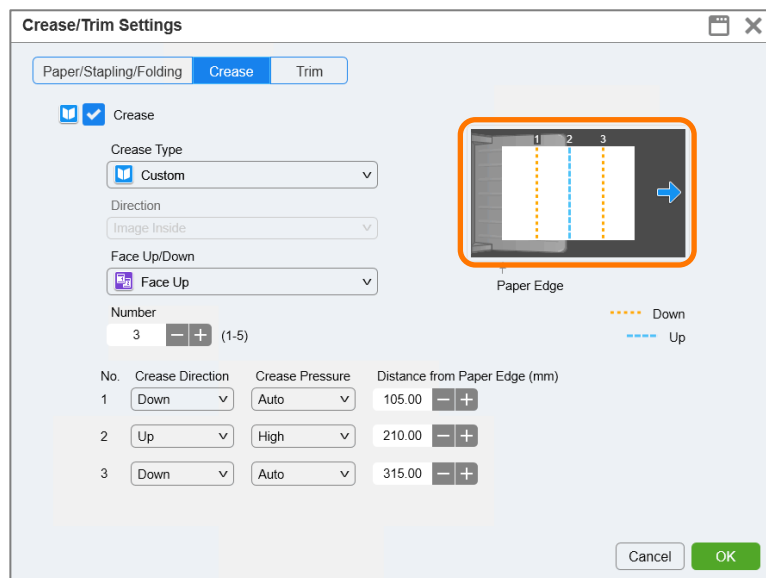 Crease/Trim Settings
Paper/Stapling/Folding Crease Trim
Crease
Crease Type
Custom
Direction
Image Inside
Face Up/Down
Face Up
Number
3 (1-5)
1 2 3
Paper Edge
Down
Up
No. Crease Direction Crease Pressure Distance from Paper Edge (mm)
1 Down Auto 105.00
2 Up High 210.00
3 Down Auto 315.00
Cancel OK